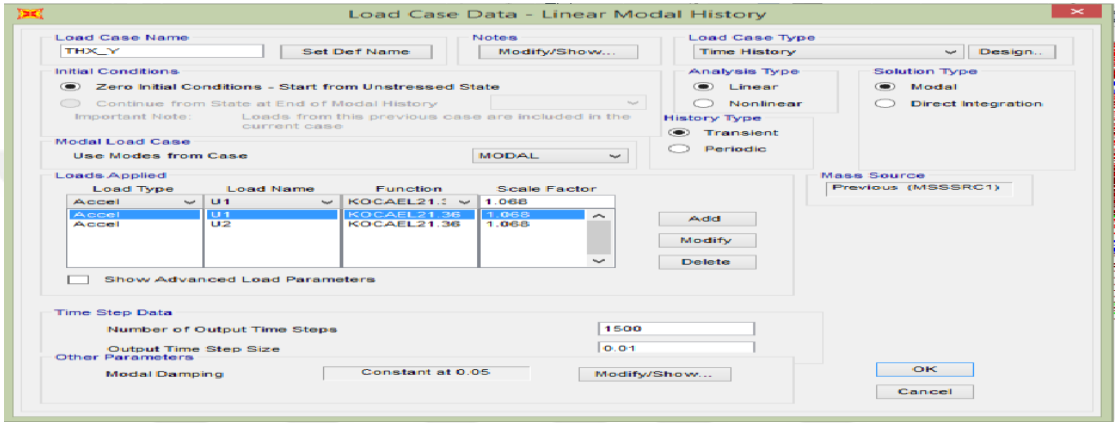 Load Case Data - Linear Modal History
Load Case Name
Notes
Load Case Type
THX_Y
Set Def Name
Modify/Show...
Time History
Design..
Initial Conditions
Analysis Type
Solution Type
Zero Initial Conditions - Start from Unstressed State
Linear
Modal
Continue from State at End of Modal History
Nonlinear
Direct Integration
Important Note: Loads from this previous case are included in the
current case
History Type
Transient
Periodic
Modal Load Case
Use Modes from Case
MODAL
Loads Applied
Mass Source
Load Type Load Name Function Scale Factor
Previous (MSSSRC1)
Accel U1 KOCAEL21.: 1.068
Accel U1 KOCAEL21.36 1.068
Accel U2 KOCAEL21.36 1.068
Add
Modify
Delete
Show Advanced Load Parameters
Time Step Data
Number of Output Time Steps 1500
Output Time Step Size 0.01
Other Parameters
Modal Damping Constant at 0.05 Modify/Show...
OK
Cancel